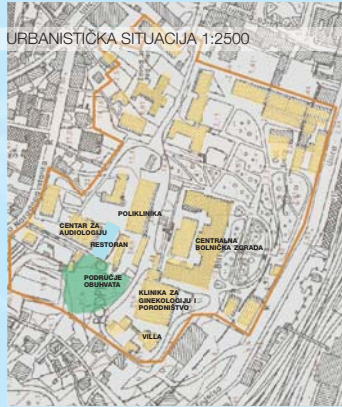 URBANISTIČKA SITUACIJA 1:2500
POLIKLINIKA
CENTAR ZA
AUDIOLOGIJU
RESTORAN
CENTRALNA
BOLNIČKA ZGRADA
PODRUČJE
OBUHVATA
KLINIKA ZA
GINEKOLOGIJU I
PORODNIŠTVO
VILLA